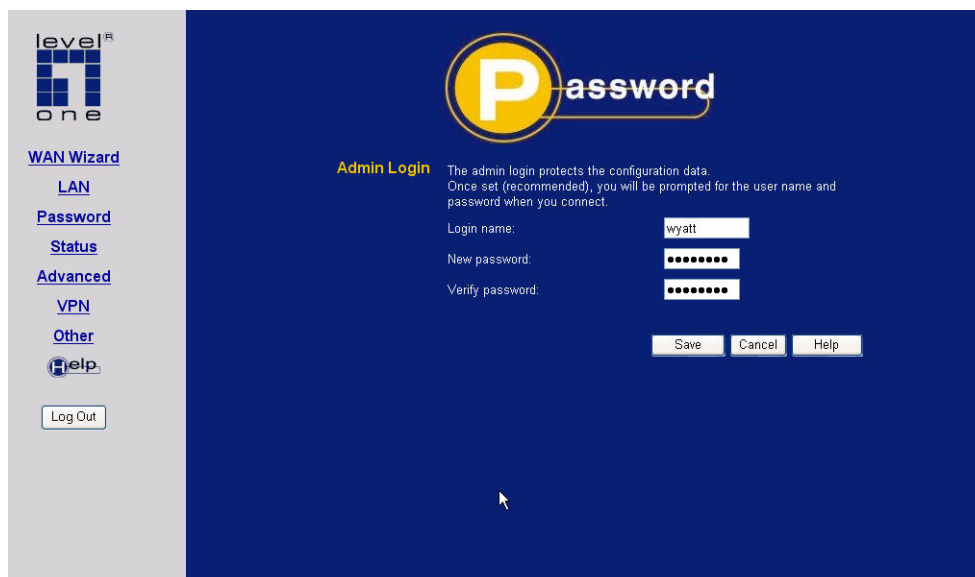 level®
one
WAN Wizard
LAN
Password
Status
Advanced
VPN
Other
Help
Log Out
Password
Admin Login
The admin login protects the configuration data.
Once set (recommended), you will be prompted for the user name and
password when you connect.
Login name: wyatt
New password: ●●●●●●●●
Verify password: ●●●●●●●●
Save Cancel Help